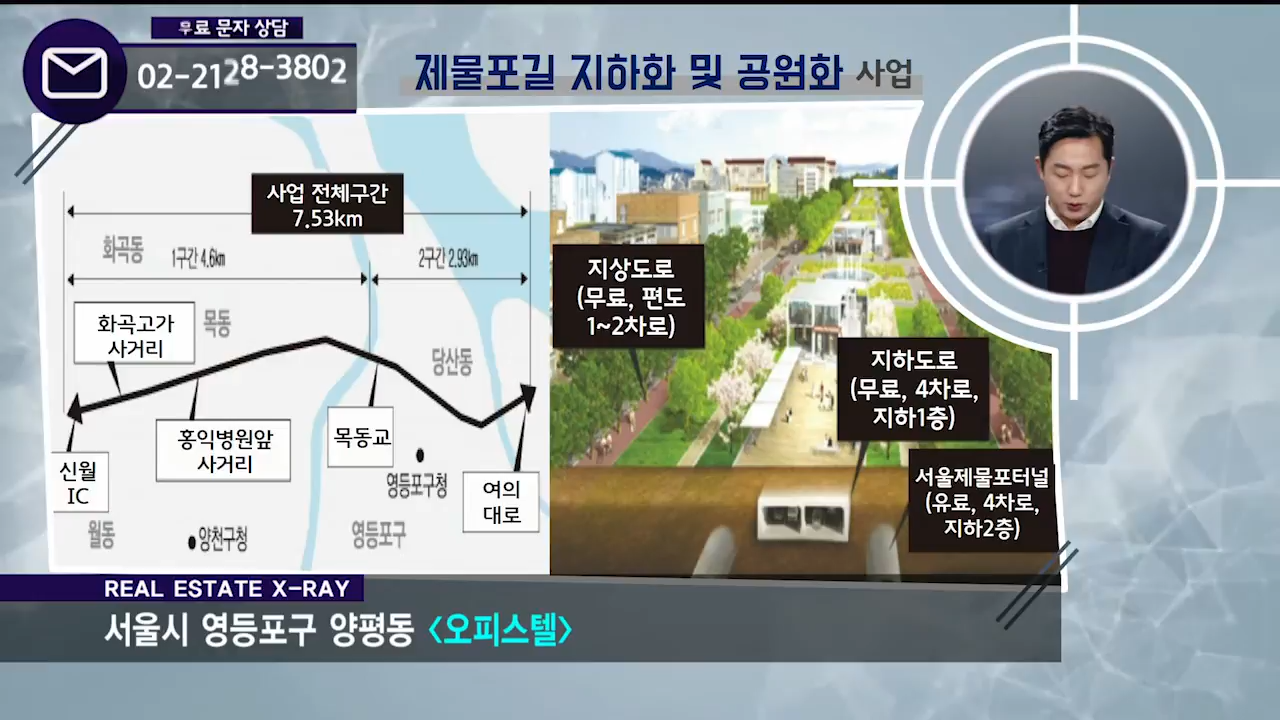 무료 문자 상담
02-2128-3802
제물포길 지하화 및 공원화 사업
사업 전체구간
7.53km
화곡동
1구간 4.6㎞
2구간 2.93㎞
화곡고가
사거리
목동
당산동
홍익병원앞
사거리
목동교
신월
IC
영등포구청
여의
대로
월동
양천구청
영등포구
지상도로
(무료, 편도
1~2차로)
지하도로
(무료, 4차로,
지하1층)
서울제물포터널
(유료, 4차로,
지하2층)
REAL ESTATE X-RAY
서울시 영등포구 양평동 <오피스텔>